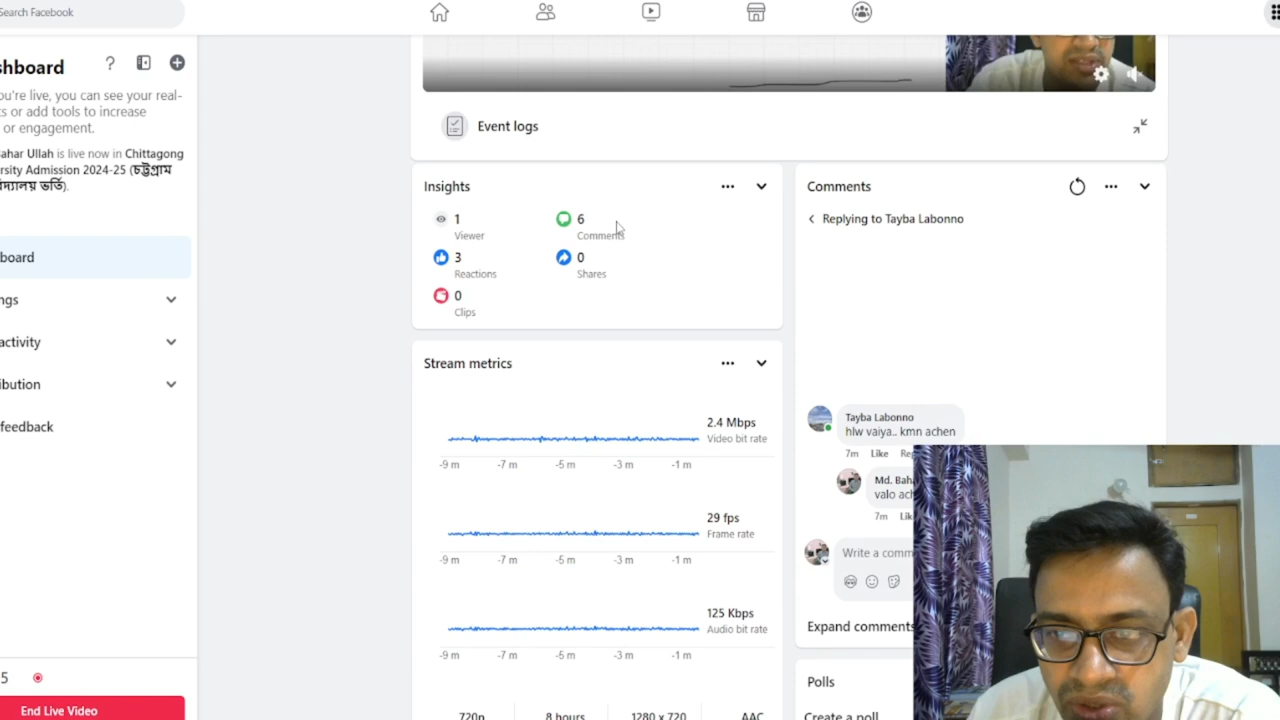 Search Facebook
shboard
?
u're live, you can see your real-
s or add tools to increase
or engagement.
ahar Ullah is live now in Chittagong
rsity Admission 2024-25 (চট্টগ্রাম
বিদ্যালয় ভর্তি).
board
ngs
activity
ibution
feedback
5
End Live Video
Event logs
Insights
1
Viewer
6
Comments
3
Reactions
0
Shares
0
Clips
Stream metrics
2.4 Mbps
Video bit rate
-9 m -7 m -5 m -3 m -1 m
29 fps
Frame rate
-9 m -7 m -5 m -3 m -1 m
125 Kbps
Audio bit rate
-9 m -7 m -5 m -3 m -1 m
720p 8 hours 1280 x 720 AAC
Comments
Replying to Tayba Labonno
Tayba Labonno
hlw vaiya.. kmn achen
7m Like Rep
Md. Baha
valo ach
7m Lik
Write a comm
Expand comments
Polls
Create a poll